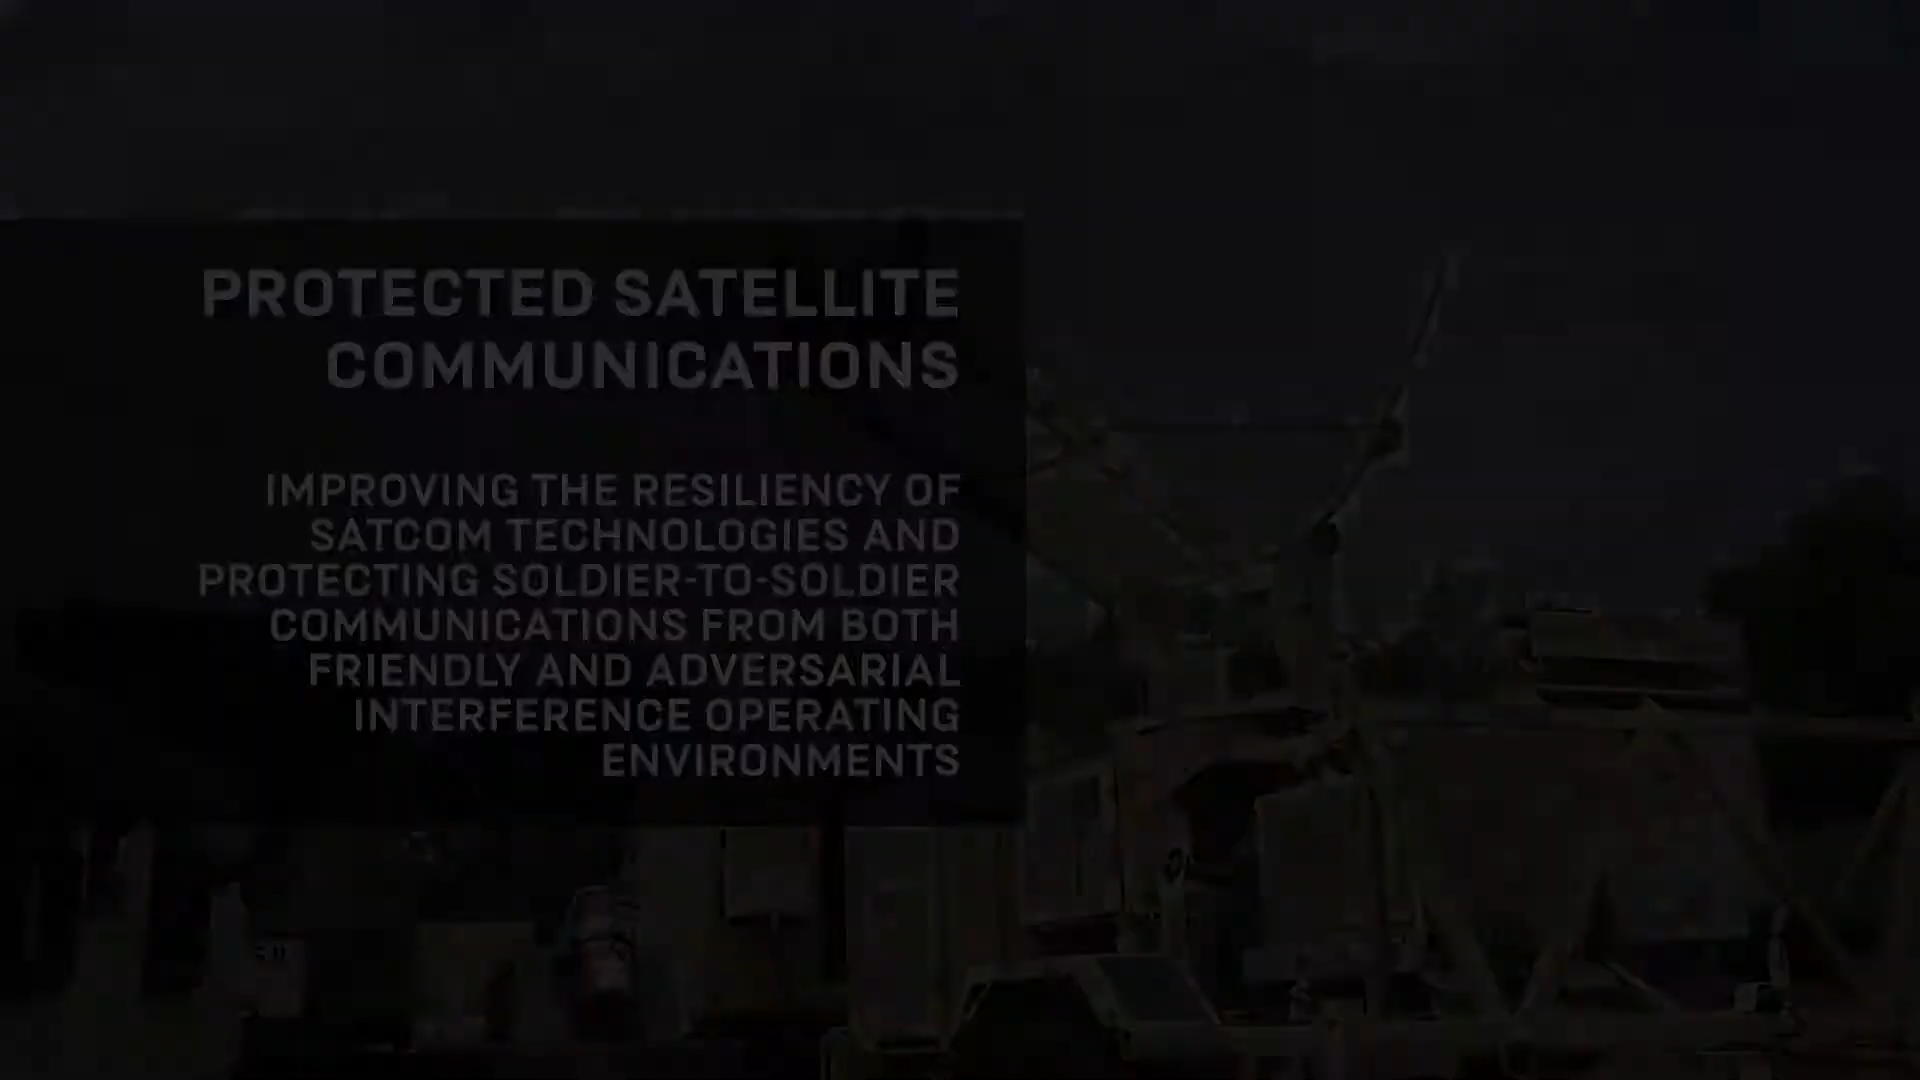 PROTECTED SATELLITE
COMMUNICATIONS
IMPROVING THE RESILIENCY OF
SATCOM TECHNOLOGIES AND
PROTECTING SOLDIER-TO-SOLDIER
COMMUNICATIONS FROM BOTH
FRIENDLY AND ADVERSARIAL
INTERFERENCE OPERATING
ENVIRONMENTS